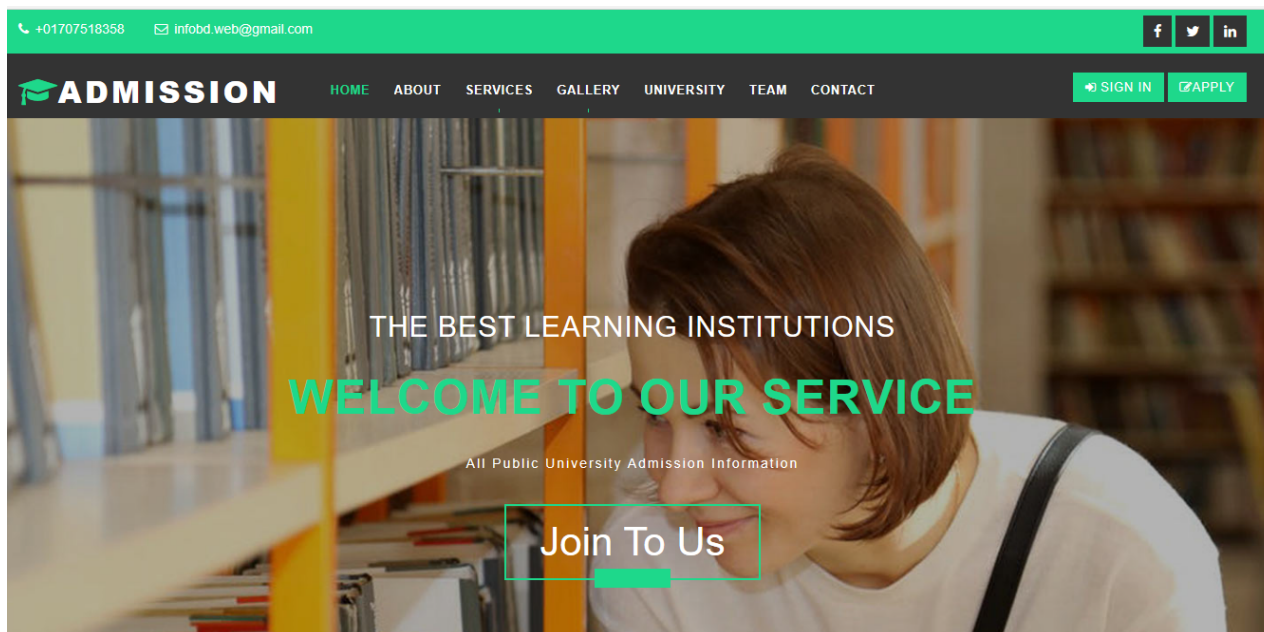 +01707518358 infobd.web@gmail.com
ADMISSION HOME ABOUT SERVICES GALLERY UNIVERSITY TEAM CONTACT SIGN IN APPLY
THE BEST LEARNING INSTITUTIONS
WELCOME TO OUR SERVICE
All Public University Admission Information
Join To Us